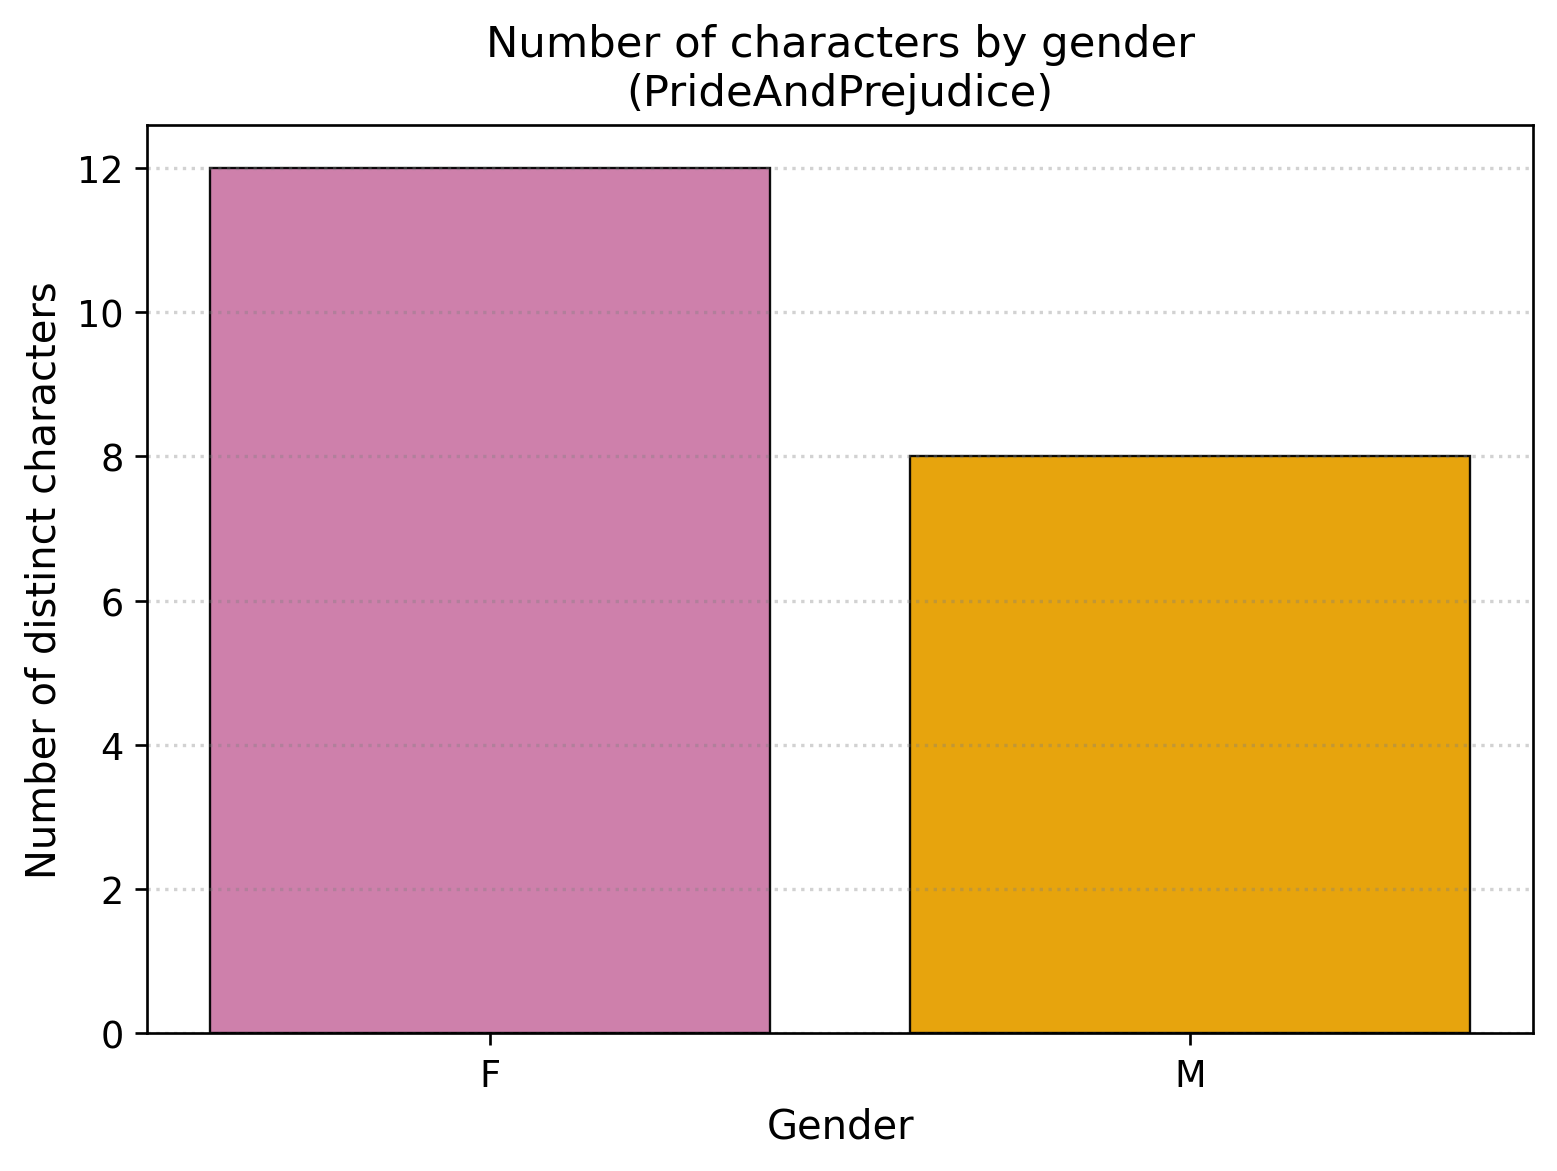 Number of characters by gender
(PrideAndPrejudice)
Number of distinct characters
12
10
8
6
4
2
0
F
M
Gender